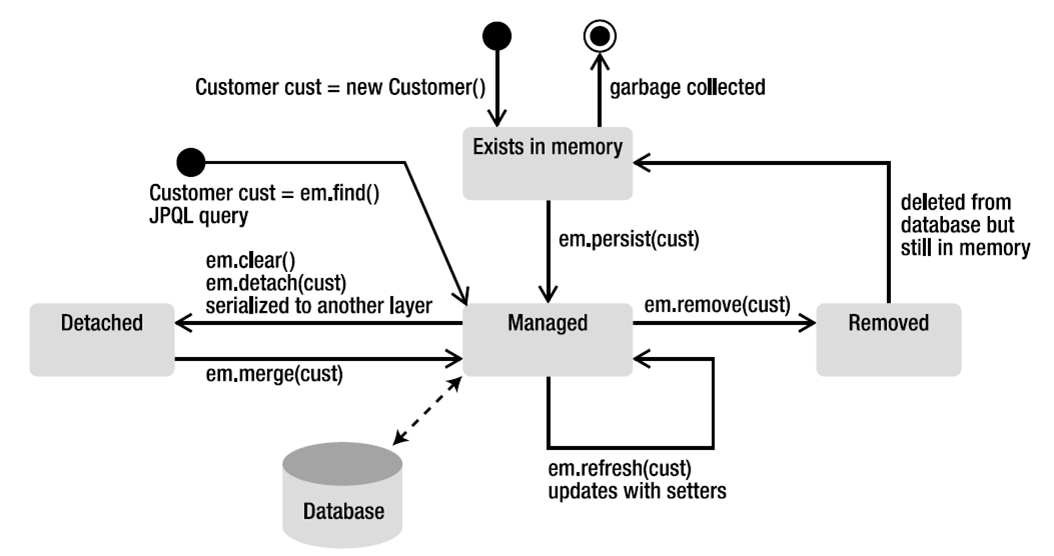 Customer cust = new Customer()
garbage collected
Exists in memory
Customer cust = em.find()
JPQL query
em.persist(cust)
deleted from
database but
still in memory
em.clear()
em.detach(cust)
serialized to another layer
Detached
Managed
em.remove(cust)
Removed
em.merge(cust)
em.refresh(cust)
updates with setters
Database